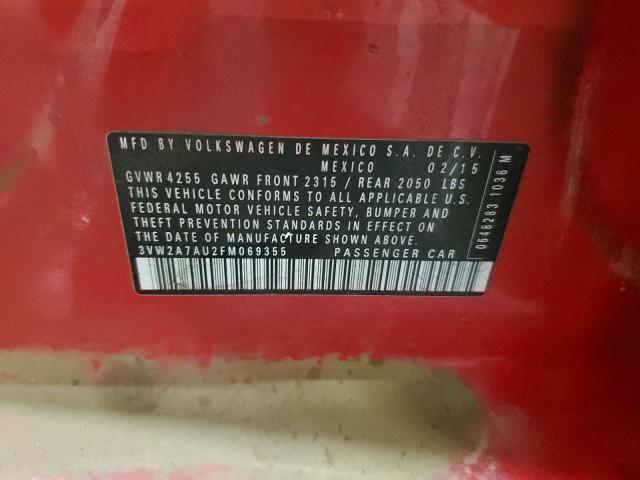 MFD BY VOLKSWAGEN DE MEXICO S.A. DE C.V.
MEXICO 02/15
GVWR 4255 GAWR FRONT 2315 / REAR 2050 LBS
THIS VEHICLE CONFORMS TO ALL APPLICABLE U.S.
FEDERAL MOTOR VEHICLE SAFETY, BUMPER AND
THEFT PREVENTION STANDARDS IN EFFECT ON
THE DATE OF MANUFACTURE SHOWN ABOVE.
3VW2A7AU2FM069355 PASSENGER CAR
0648283 1036 M